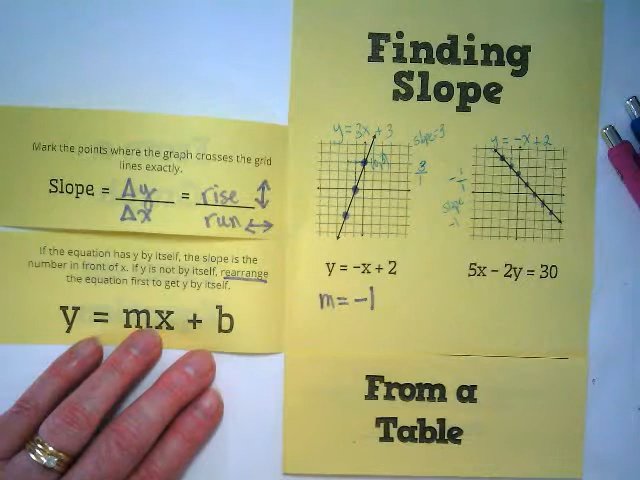 Finding
Slope
Mark the points where the graph crosses the grid
lines exactly.
Slope = Δy/Δx = rise/run
If the equation has y by itself, the slope is the
number in front of x. If y is not by itself, rearrange
the equation first to get y by itself.
y = mx + b
y = 3x + 3
slope=3
3/1
y = -x + 2
-1/1
slope
-1
y = -x + 2
5x - 2y = 30
m = -1
From a
Table